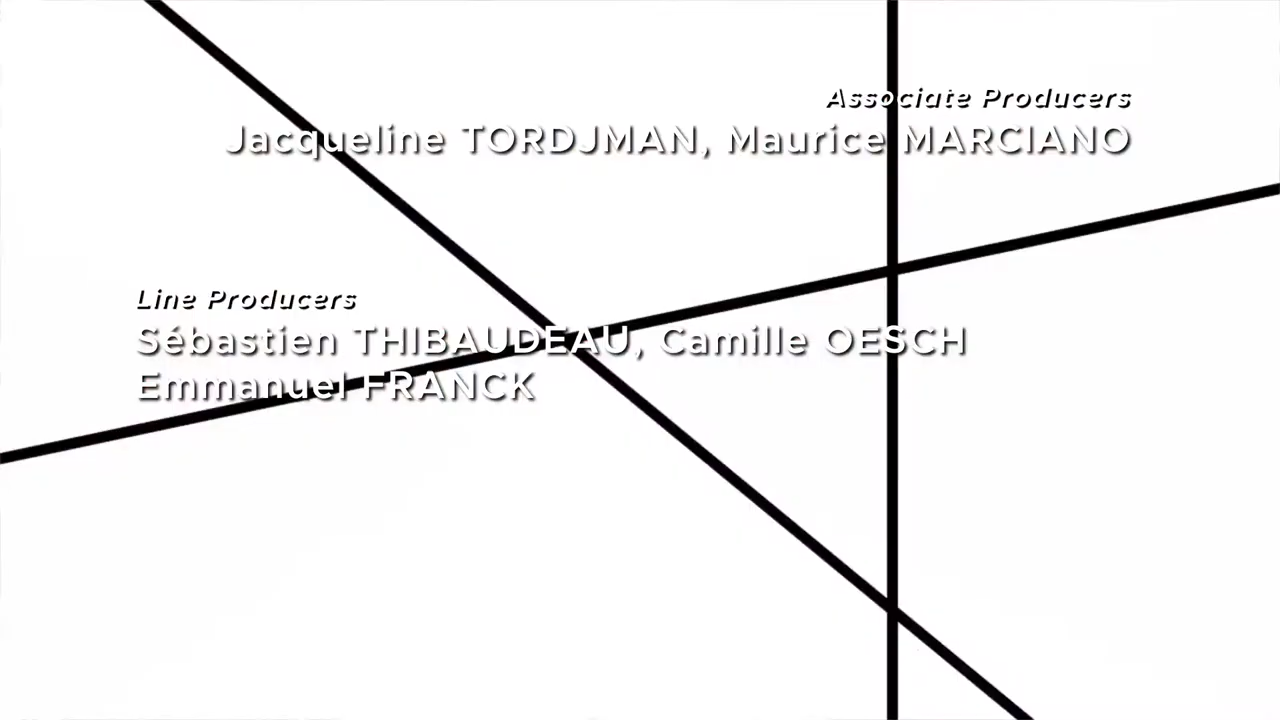 Associate Producers
Jacqueline TORDJMAN, Maurice MARCIANO
Line Producers
Sébastien THIBAUDEAU, Camille OESCH
Emmanuel FRANCK